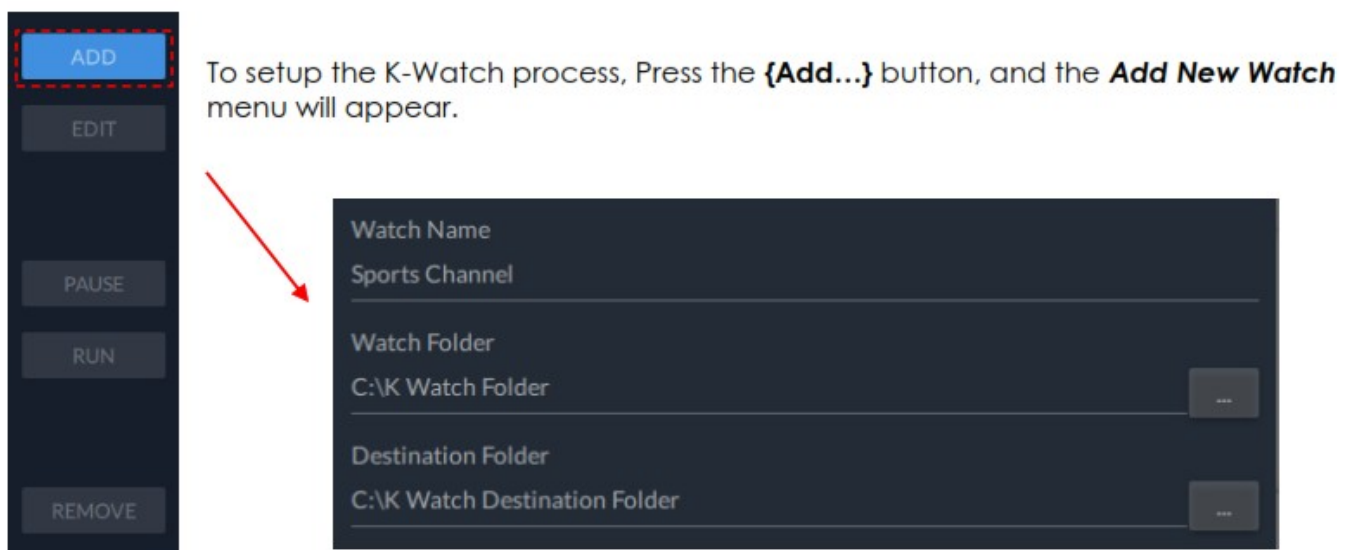 ADD
EDIT
PAUSE
RUN
REMOVE
To setup the K-Watch process, Press the {Add...} button, and the Add New Watch
menu will appear.
Watch Name
Sports Channel
Watch Folder
C:\K Watch Folder
...
Destination Folder
C:\K Watch Destination Folder
...